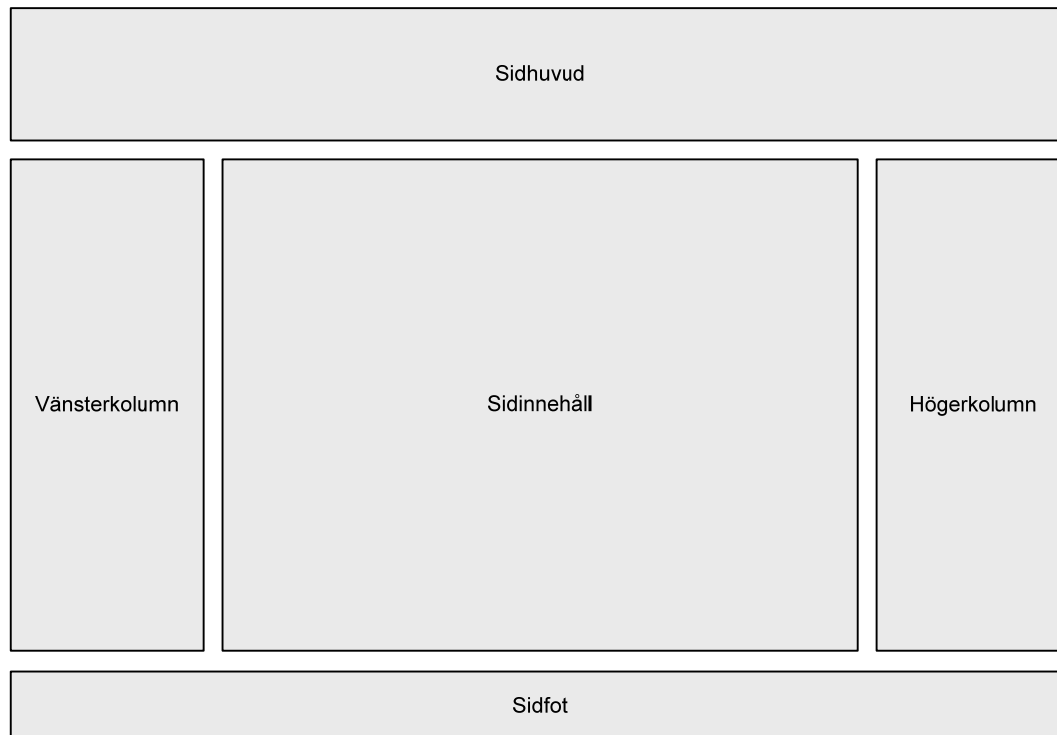 Sidhuvud
Vänsterkolumn
Sidinnehåll
Högerkolumn
Sidfot